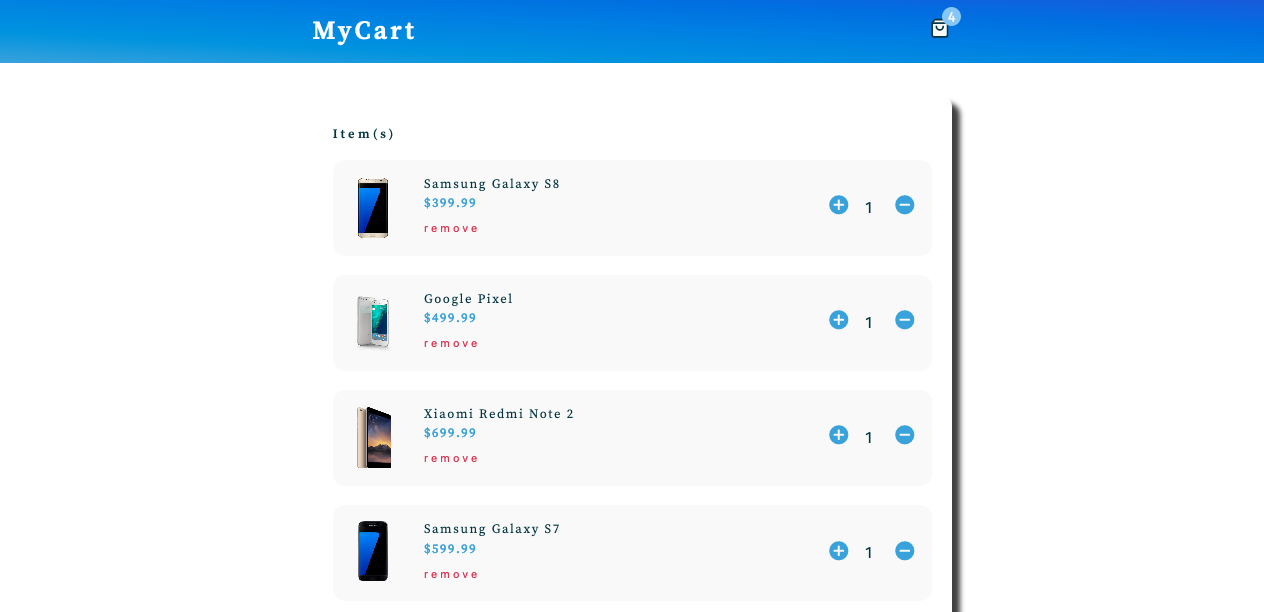 MyCart
4
Item(s)
Samsung Galaxy S8
$399.99
remove
1
Google Pixel
$499.99
remove
1
Xiaomi Redmi Note 2
$699.99
remove
1
Samsung Galaxy S7
$599.99
remove
1